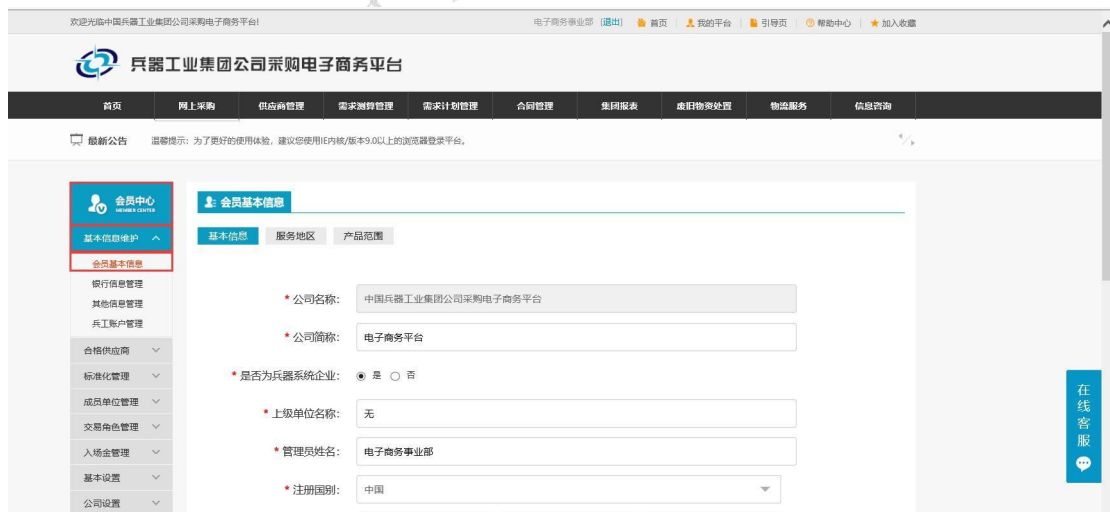 欢迎光临中国兵器工业集团公司采购电子商务平台!
电子商务事业部 (退出) 首页 我的平台 引导页 帮助中心 加入收藏
兵器工业集团公司采购电子商务平台
首页 网上采购 供应商管理 需求测算管理 需求计划管理 合同管理 集团报表 废旧物资处置 物流服务 信息咨询
最新公告 温馨提示：为了更好的使用体验，建议您使用IE内核/版本9.0以上的浏览器登录平台。
会员中心
MEMBER CENTER
基本信息维护
会员基本信息
银行信息管理
其他信息管理
兵工账户管理
合格供应商
标准化管理
成员单位管理
交易角色管理
入场金管理
基本设置
公司设置
会员基本信息
基本信息 服务地区 产品范围
* 公司名称: 中国兵器工业集团公司采购电子商务平台
* 公司简称: 电子商务平台
* 是否为兵器系统企业: 是 否
* 上级单位名称: 无
* 管理员姓名: 电子商务事业部
* 注册国别: 中国
在线客服